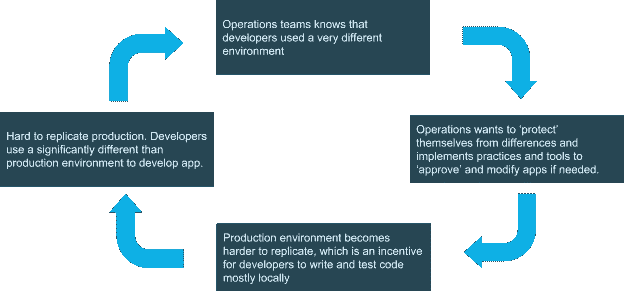 Operations teams knows that
developers used a very different
environment
Hard to replicate production. Developers
use a significantly different than
production environment to develop app.
Operations wants to ‘protect’
themselves from differences and
implements practices and tools to
‘approve’ and modify apps if needed.
Production environment becomes
harder to replicate, which is an incentive
for developers to write and test code
mostly locally